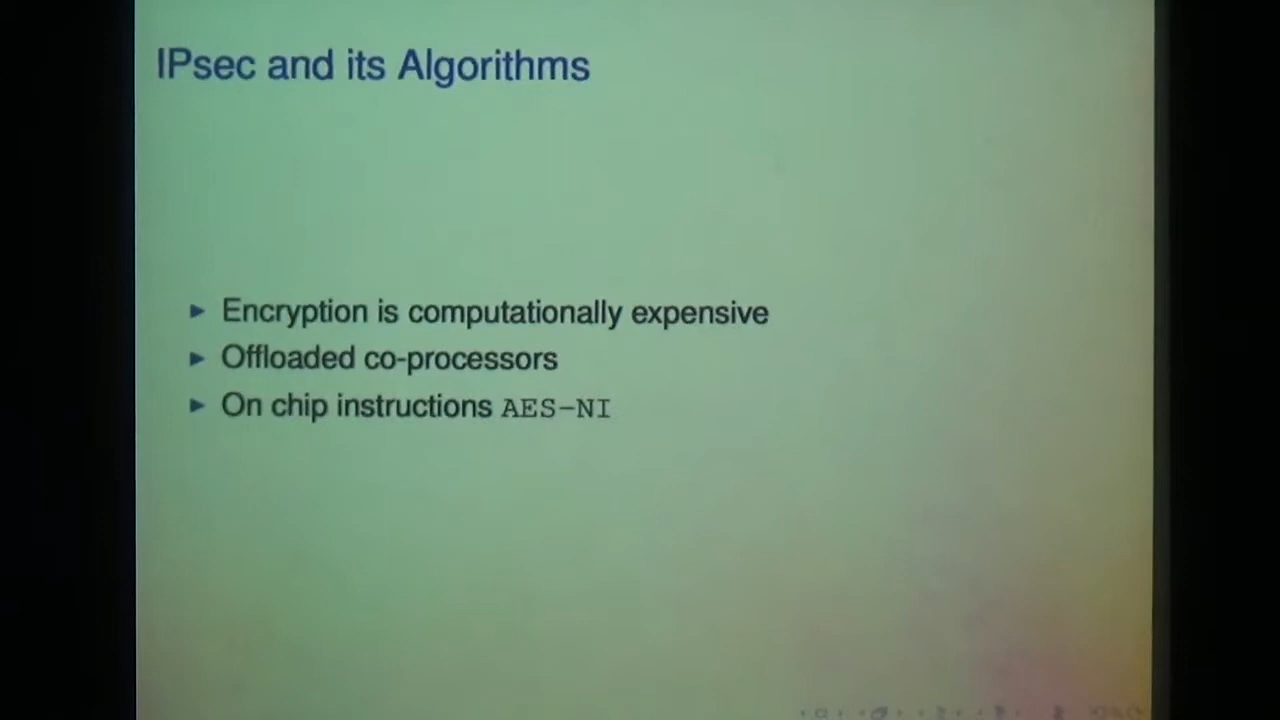 IPsec and its Algorithms
Encryption is computationally expensive
Offloaded co-processors
On chip instructions AES-NI